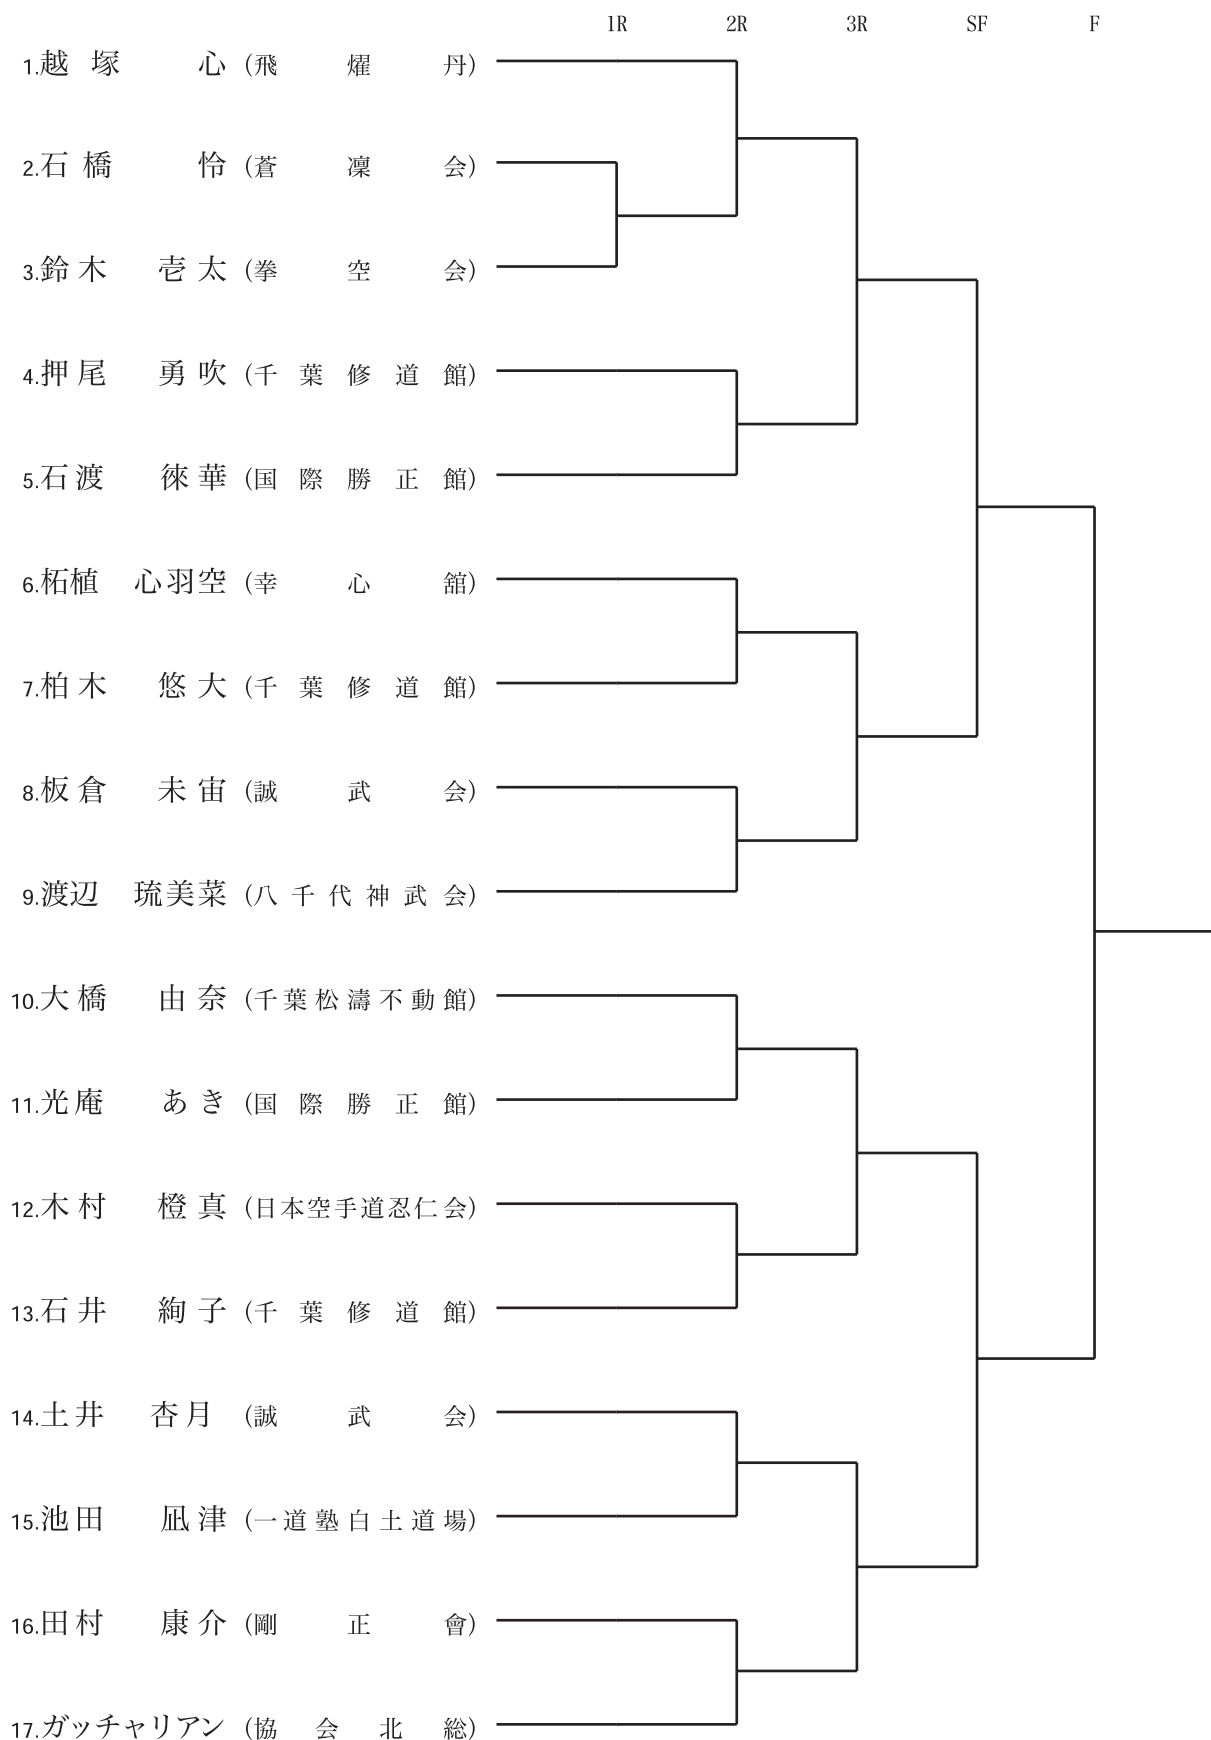 1R 2R 3R SF F
1.越塚 心 (飛燿丹)
2.石橋 怜 (蒼凜会)
3.鈴木 壱太 (拳空会)
4.押尾 勇吹 (千葉修道館)
5.石渡 徠華 (国際勝正館)
6.柘植 心羽空 (幸心舘)
7.柏木 悠大 (千葉修道館)
8.板倉 未宙 (誠武会)
9.渡辺 琉美菜 (八千代神武会)
10.大橋 由奈 (千葉松濤不動館)
11.光庵 あき (国際勝正館)
12.木村 橙真 (日本空手道忍仁会)
13.石井 絢子 (千葉修道館)
14.土井 杏月 (誠武会)
15.池田 凪津 (一道塾白土道場)
16.田村 康介 (剛正會)
17.ガッチャリアン (協会北総)